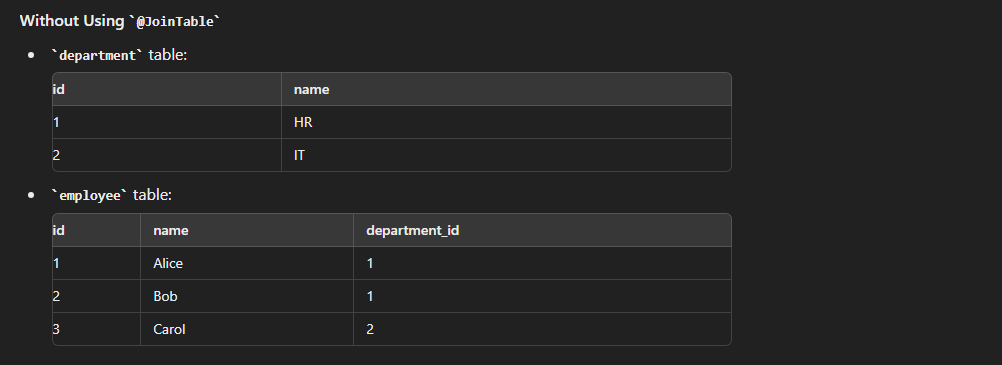 Without Using `@JoinTable`
`department` table:
id name
1 HR
2 IT
`employee` table:
id name department_id
1 Alice 1
2 Bob 1
3 Carol 2